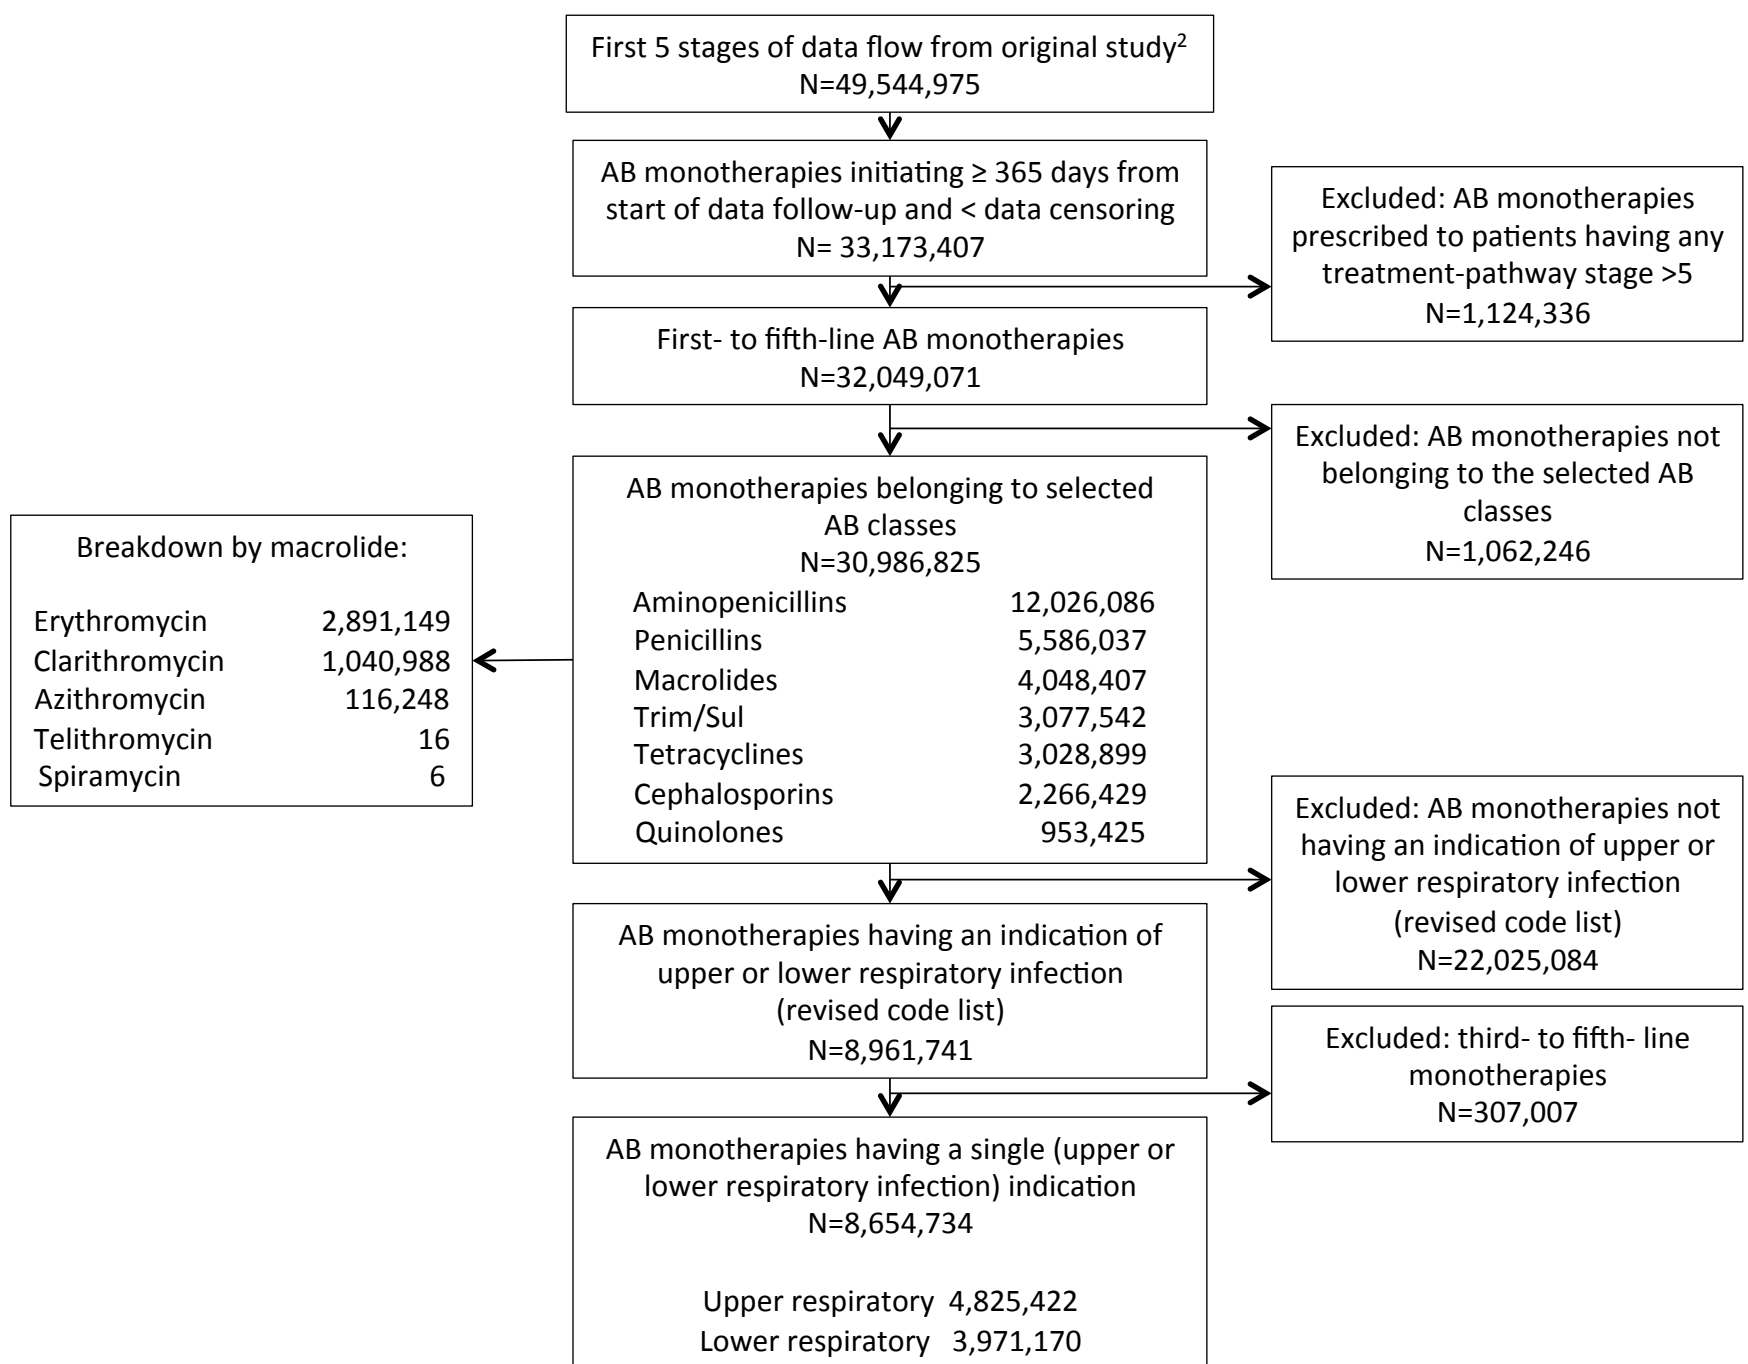 First 5 stages of data flow from original study2
N=49,544,975
AB monotherapies initiating ≥ 365 days from
start of data follow-up and < data censoring
N= 33,173,407
Excluded: AB monotherapies
prescribed to patients having any
treatment-pathway stage >5
N=1,124,336
First- to fifth-line AB monotherapies
N=32,049,071
Excluded: AB monotherapies not
belonging to the selected AB
classes
N=1,062,246
AB monotherapies belonging to selected
AB classes
N=30,986,825
Aminopenicillins 12,026,086
Penicillins 5,586,037
Macrolides 4,048,407
Trim/Sul 3,077,542
Tetracyclines 3,028,899
Cephalosporins 2,266,429
Quinolones 953,425
Breakdown by macrolide:
Erythromycin 2,891,149
Clarithromycin 1,040,988
Azithromycin 116,248
Telithromycin 16
Spiramycin 6
Excluded: AB monotherapies not
having an indication of upper or
lower respiratory infection
(revised code list)
N=22,025,084
AB monotherapies having an indication of
upper or lower respiratory infection
(revised code list)
N=8,961,741
Excluded: third- to fifth- line
monotherapies
N=307,007
AB monotherapies having a single (upper or
lower respiratory infection) indication
N=8,654,734
Upper respiratory 4,825,422
Lower respiratory 3,971,170